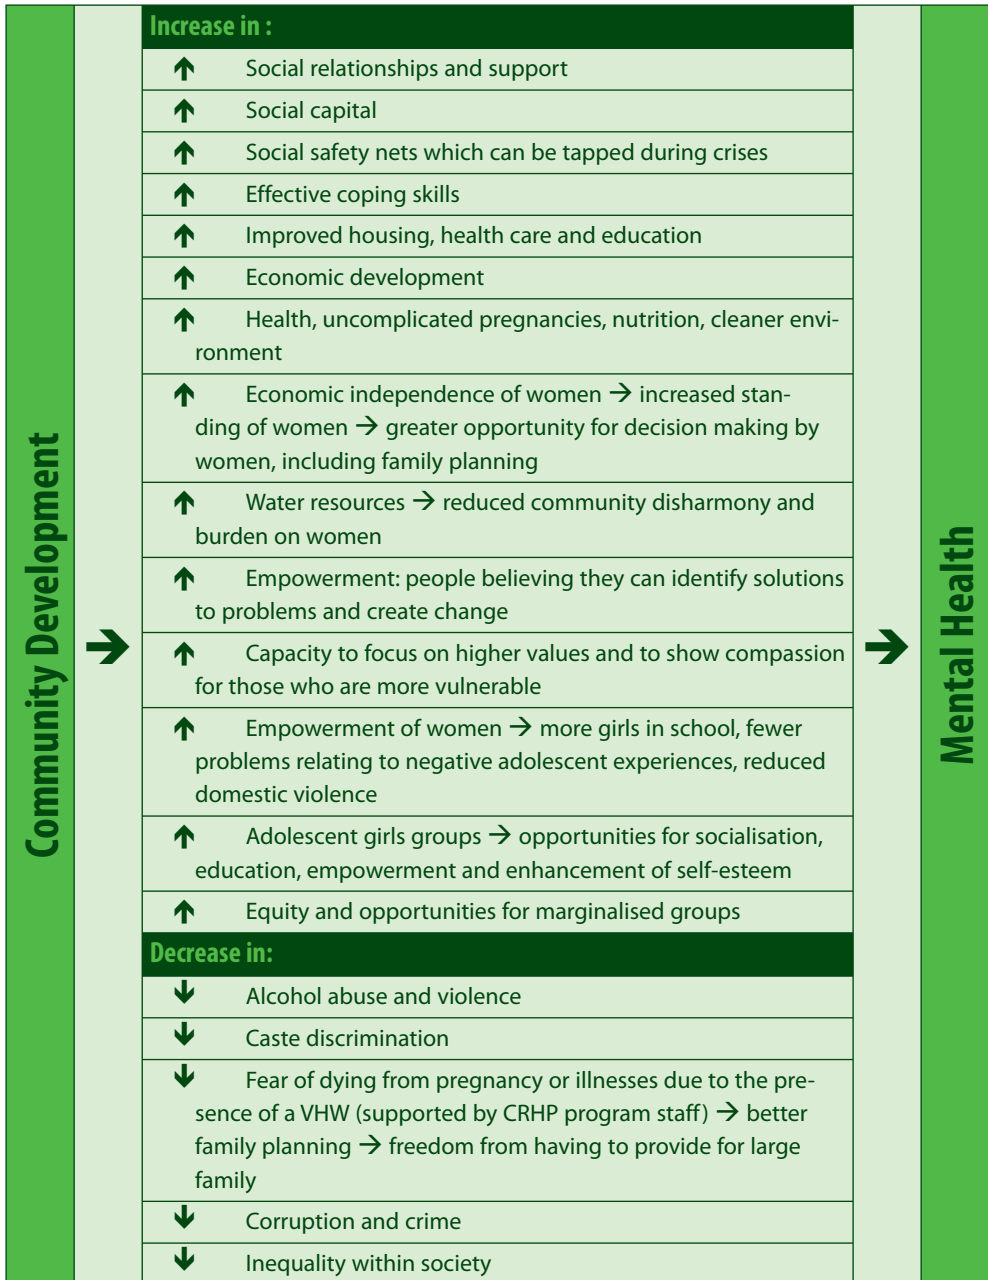 Community Development
Increase in :
↑ Social relationships and support
↑ Social capital
↑ Social safety nets which can be tapped during crises
↑ Effective coping skills
↑ Improved housing, health care and education
↑ Economic development
↑ Health, uncomplicated pregnancies, nutrition, cleaner envi-
ronment
↑ Economic independence of women → increased stan-
ding of women → greater opportunity for decision making by
women, including family planning
↑ Water resources → reduced community disharmony and
burden on women
↑ Empowerment: people believing they can identify solutions
to problems and create change
↑ Capacity to focus on higher values and to show compassion
for those who are more vulnerable
↑ Empowerment of women → more girls in school, fewer
problems relating to negative adolescent experiences, reduced
domestic violence
↑ Adolescent girls groups → opportunities for socialisation,
education, empowerment and enhancement of self-esteem
↑ Equity and opportunities for marginalised groups
Decrease in:
↓ Alcohol abuse and violence
↓ Caste discrimination
↓ Fear of dying from pregnancy or illnesses due to the pre-
sence of a VHW (supported by CRHP program staff) → better
family planning → freedom from having to provide for large
family
↓ Corruption and crime
↓ Inequality within society
Mental Health